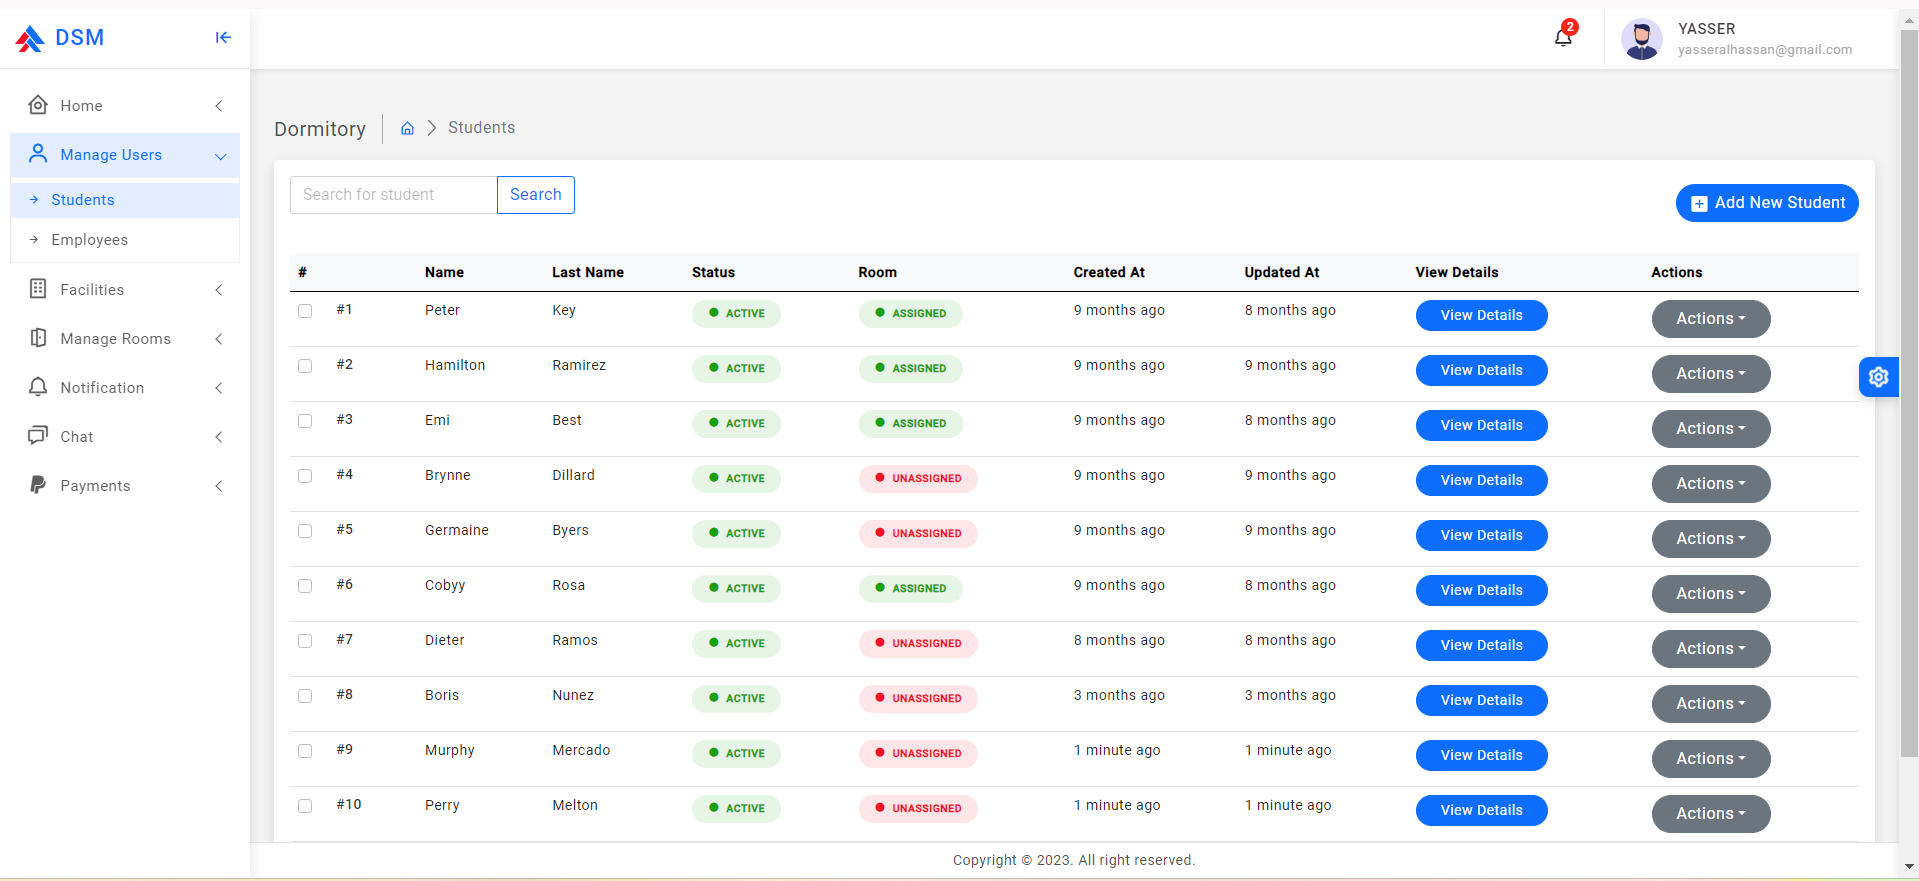 DSM
2
YASSER
yasseralhassan@gmail.com
Home
Manage Users
Students
Employees
Facilities
Manage Rooms
Notification
Chat
Payments
Dormitory Students
Search for student Search
Add New Student
# Name Last Name Status Room Created At Updated At View Details Actions
#1 Peter Key ACTIVE ASSIGNED 9 months ago 8 months ago View Details Actions
#2 Hamilton Ramirez ACTIVE ASSIGNED 9 months ago 9 months ago View Details Actions
#3 Emi Best ACTIVE ASSIGNED 9 months ago 8 months ago View Details Actions
#4 Brynne Dillard ACTIVE UNASSIGNED 9 months ago 9 months ago View Details Actions
#5 Germaine Byers ACTIVE UNASSIGNED 9 months ago 9 months ago View Details Actions
#6 Cobyy Rosa ACTIVE ASSIGNED 9 months ago 8 months ago View Details Actions
#7 Dieter Ramos ACTIVE UNASSIGNED 8 months ago 8 months ago View Details Actions
#8 Boris Nunez ACTIVE UNASSIGNED 3 months ago 3 months ago View Details Actions
#9 Murphy Mercado ACTIVE UNASSIGNED 1 minute ago 1 minute ago View Details Actions
#10 Perry Melton ACTIVE UNASSIGNED 1 minute ago 1 minute ago View Details Actions
Copyright © 2023. All right reserved.